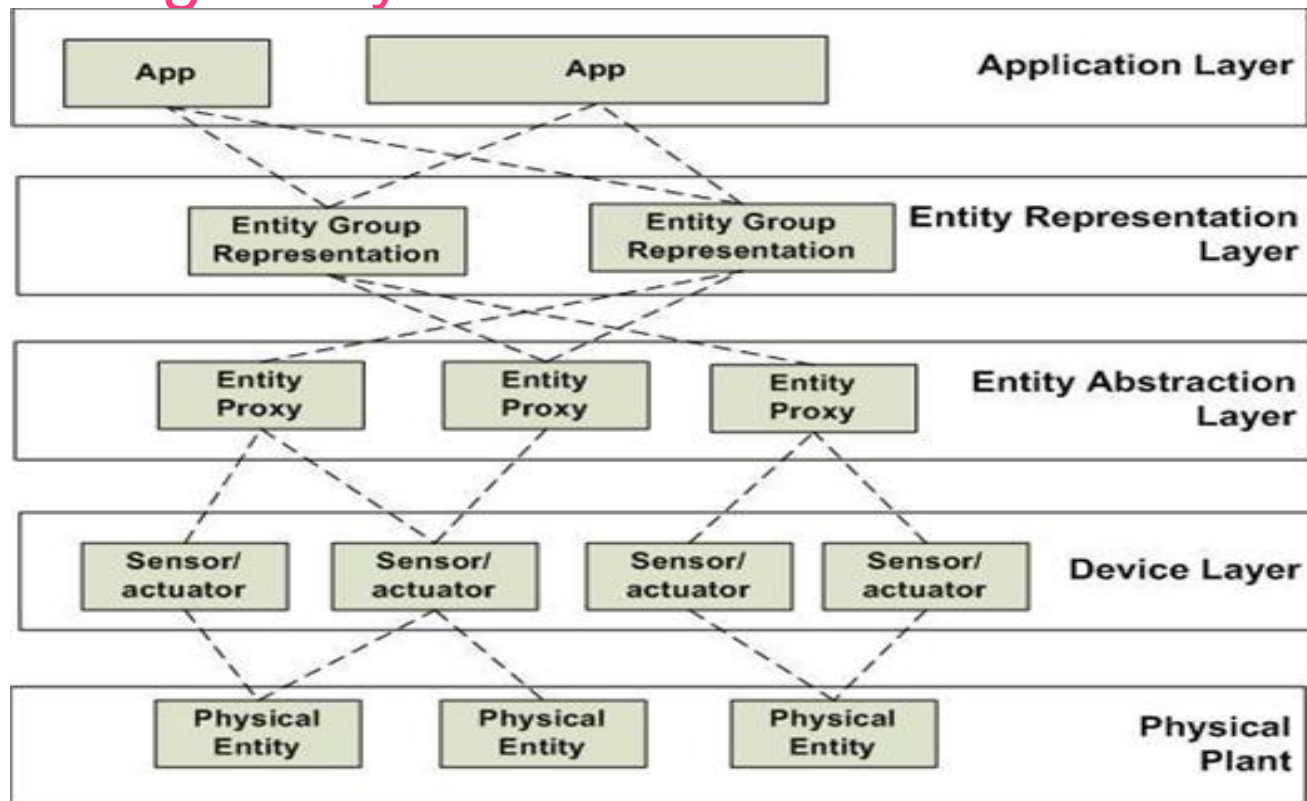 App
App
Application Layer
Entity Group
Representation
Entity Group
Representation
Entity Representation
Layer
Entity
Proxy
Entity
Proxy
Entity
Proxy
Entity Abstraction
Layer
Sensor/
actuator
Sensor/
actuator
Sensor/
actuator
Sensor/
actuator
Device Layer
Physical
Entity
Physical
Entity
Physical
Entity
Physical
Plant